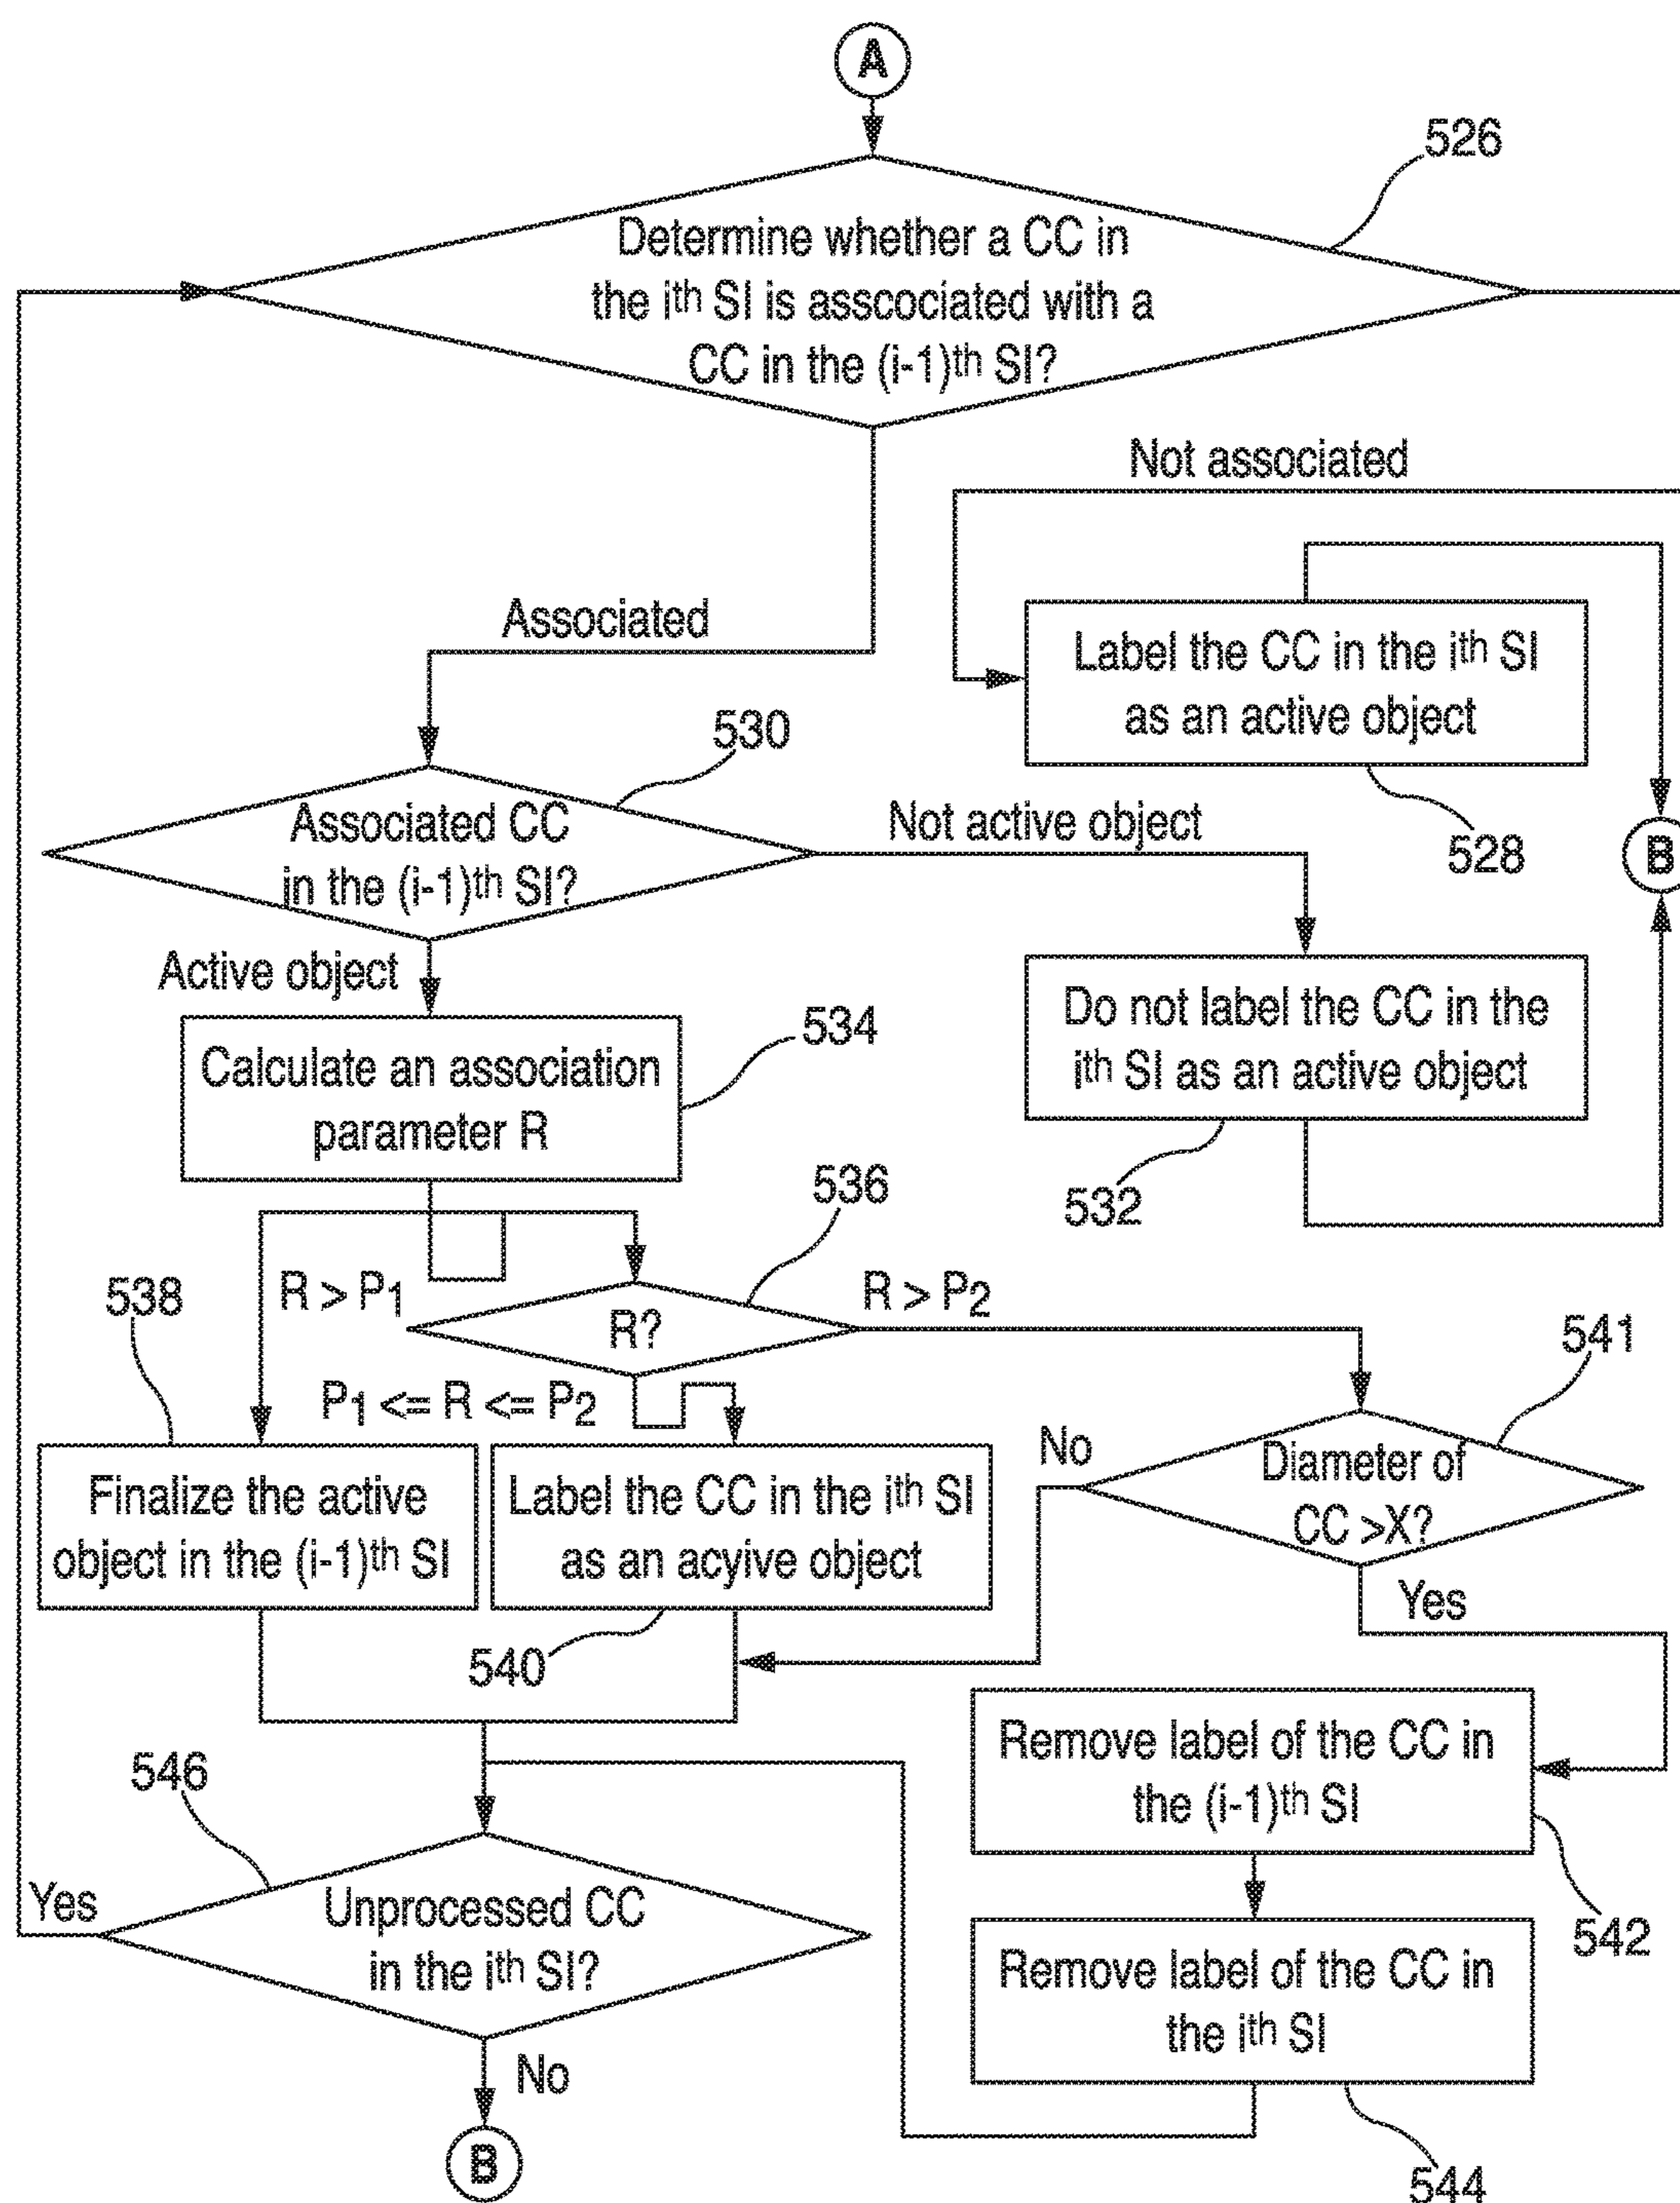 A
526
Determine whether a CC in
the ith SI is asscociated with a
CC in the (i-1)th SI?
Not associated
Associated
Label the CC in the ith SI
as an active object
528
B
530
Associated CC
in the (i-1)th SI?
Not active object
Active object
Do not label the CC in the
ith SI as an active object
532
Calculate an association
parameter R
534
536
R > P1
R?
R > P2
538
P1 <= R <= P2
541
Finalize the active
object in the (i-1)th SI
Label the CC in the ith SI
as an acyive object
540
No
Diameter of
CC >X?
Yes
Remove label of the CC in
the (i-1)th SI
542
546
Yes
Unprocessed CC
in the ith SI?
Remove label of the CC in
the ith SI
544
No
B